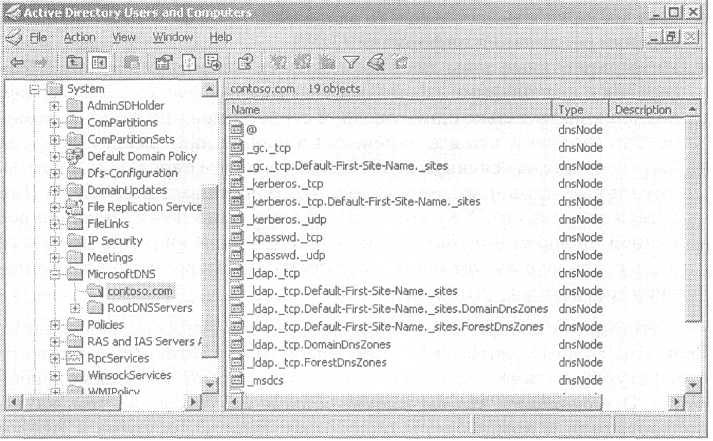 Active Directory Users and Computers
File Action View Window Help
System
AdminSDHolder
ComPartitions
ComPartitionSets
Default Domain Policy
Dfs-Configuration
DomainUpdates
File Replication Service
FileLinks
IP Security
Meetings
MicrosoftDNS
contoso.com
RootDNSServers
Policies
RAS and IAS Servers A
RpcServices
WinsockServices
WMIPolicy
contoso.com 19 objects
Name Type Description
@ dnsNode
_gc._tcp dnsNode
_gc._tcp.Default-First-Site-Name._sites dnsNode
_kerberos._tcp dnsNode
_kerberos._tcp.Default-First-Site-Name._sites dnsNode
_kerberos._udp dnsNode
_kpasswd._tcp dnsNode
_kpasswd._udp dnsNode
_ldap._tcp dnsNode
_ldap._tcp.Default-First-Site-Name._sites dnsNode
_ldap._tcp.Default-First-Site-Name._sites.DomainDnsZones dnsNode
_ldap._tcp.Default-First-Site-Name._sites.ForestDnsZones dnsNode
_ldap._tcp.DomainDnsZones dnsNode
_ldap._tcp.ForestDnsZones dnsNode
_msdcs dnsNode